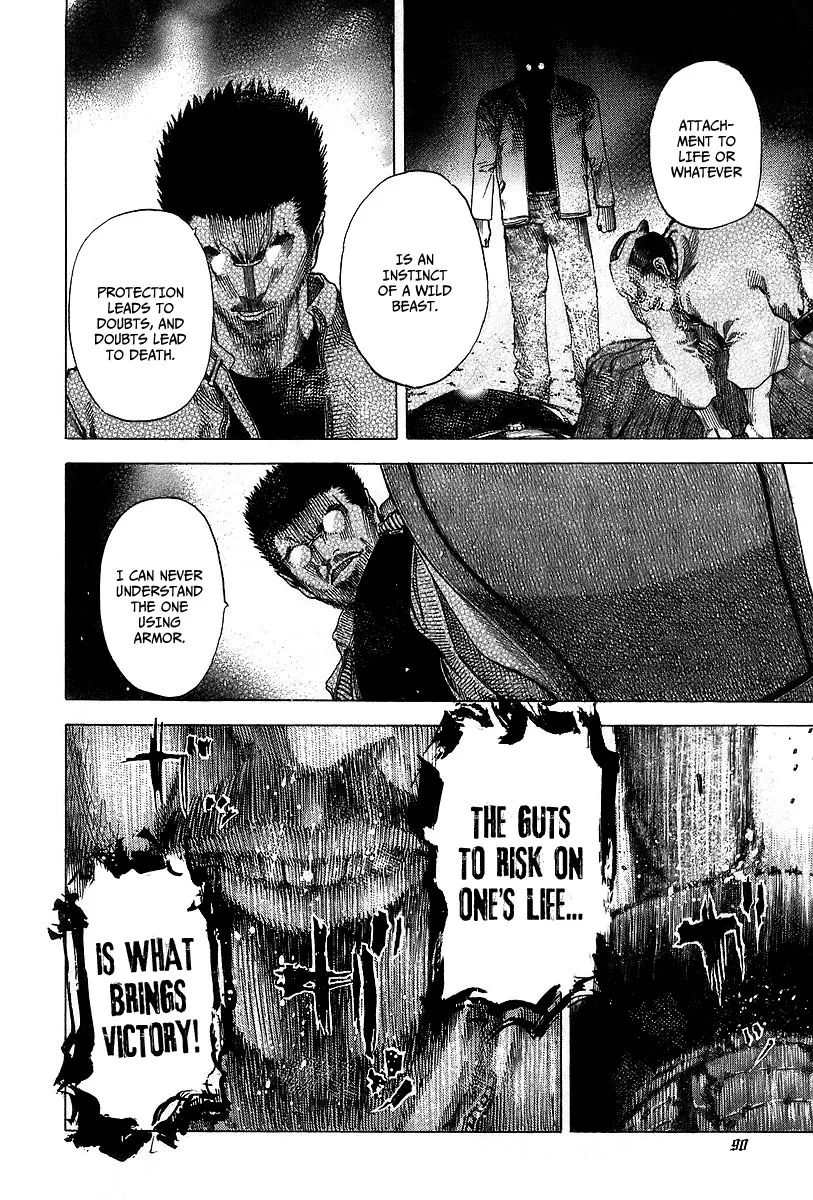 ATTACH-
MENT TO
LIFE OR
WHATEVER
IS AN
INSTINCT
OF A WILD
BEAST.
PROTECTION
LEADS TO
DOUBTS, AND
DOUBTS LEAD
TO DEATH.
I CAN NEVER
UNDERSTAND
THE ONE
USING
ARMOR.
THE GUTS
TO RISK ON
ONE'S LIFE...
IS WHAT
BRINGS
VICTORY!
90